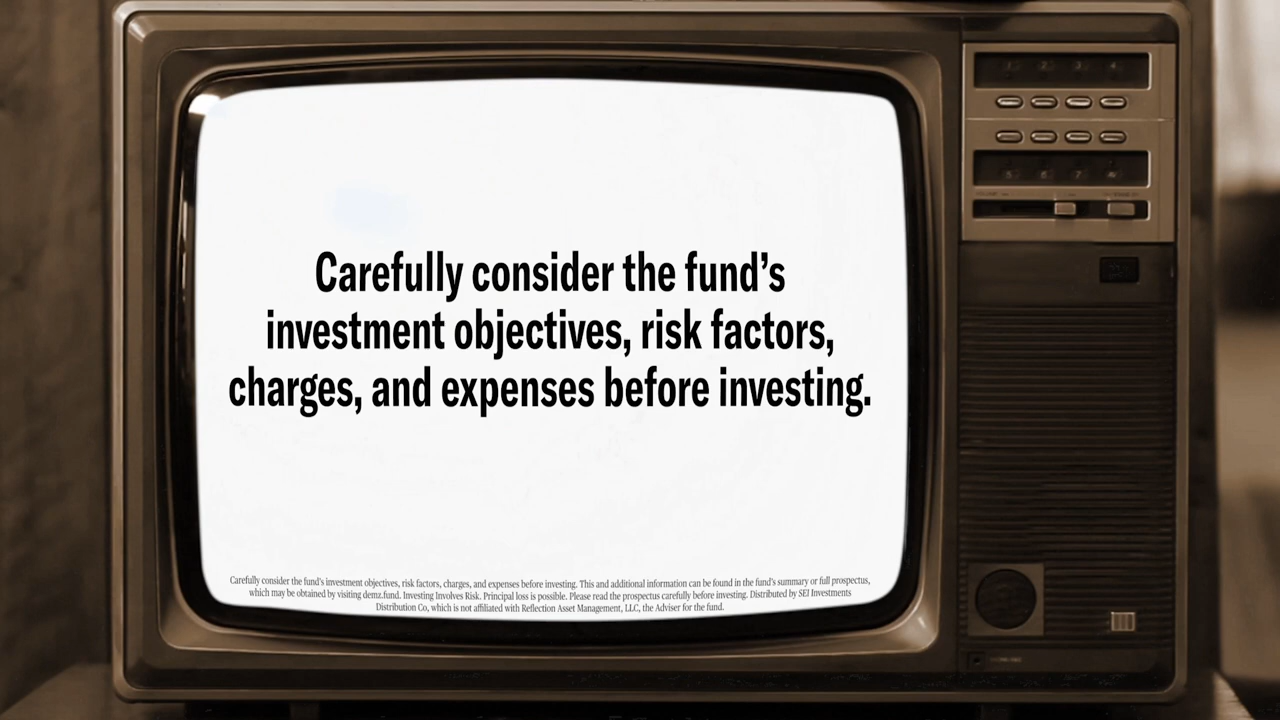 Carefully consider the fund’s
investment objectives, risk factors,
charges, and expenses before investing.
Carefully consider the fund's investment objectives, risk factors, charges, and expenses before investing. This and additional information can be found in the fund's summary or full prospectus,
which may be obtained by visiting demz.fund. Investing Involves Risk. Principal loss is possible. Please read the prospectus carefully before investing. Distributed by SEI Investments
Distribution Co, which is not affiliated with Reflection Asset Management, LLC, the Adviser for the fund.